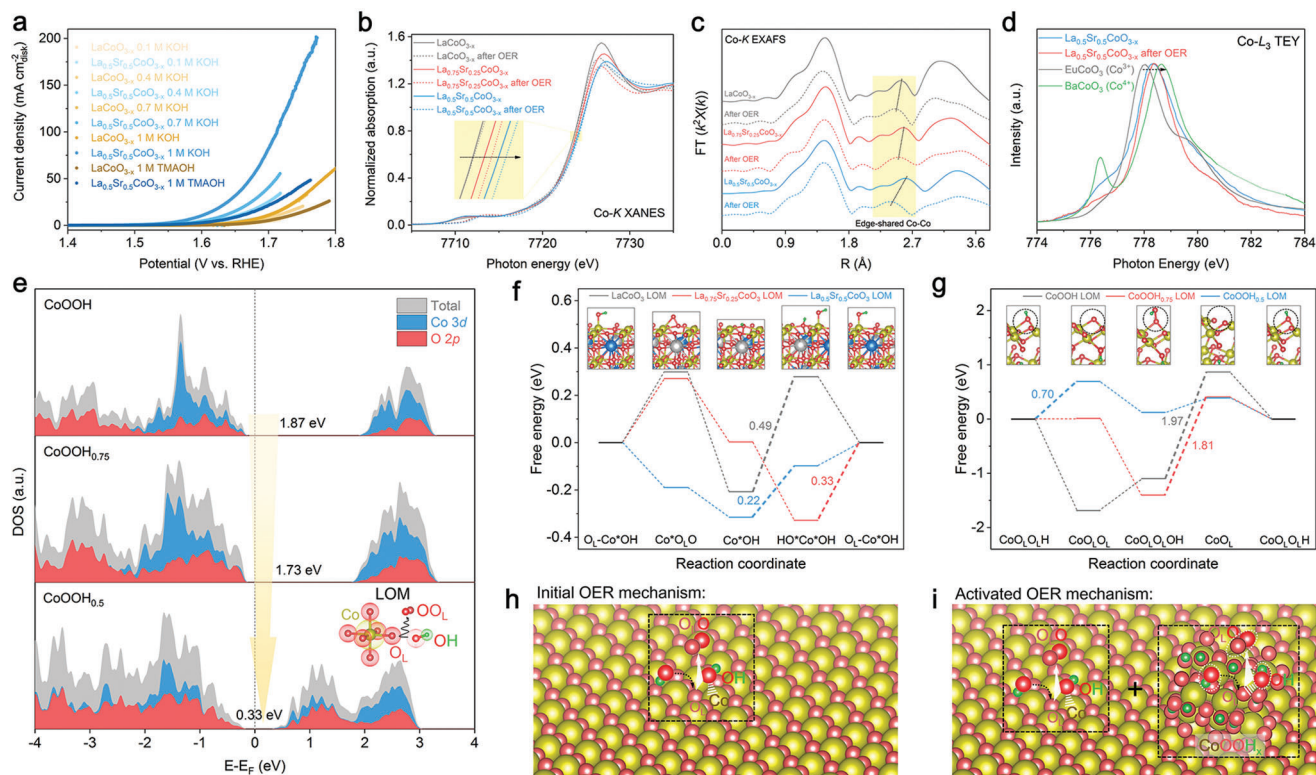 a
Current density (mA cm⁻²disk)
200
150
100
50
0
LaCoO3-x 0.1 M KOH
La0.5Sr0.5CoO3-x 0.1 M KOH
LaCoO3-x 0.4 M KOH
La0.5Sr0.5CoO3-x 0.4 M KOH
LaCoO3-x 0.7 M KOH
La0.5Sr0.5CoO3-x 0.7 M KOH
LaCoO3-x 1 M KOH
La0.5Sr0.5CoO3-x 1 M KOH
LaCoO3-x 1 M TMAOH
La0.5Sr0.5CoO3-x 1 M TMAOH
1.4 1.5 1.6 1.7 1.8
Potential (V vs. RHE)
b
Normalized absorption (a.u.)
1.6
1.2
0.8
0.4
0.0
LaCoO3-x
LaCoO3-x after OER
La0.75Sr0.25CoO3-x
La0.75Sr0.25CoO3-x after OER
La0.5Sr0.5CoO3-x
La0.5Sr0.5CoO3-x after OER
Co-K XANES
7710 7720 7730
Photon energy (eV)
c
FT (k²X(k))
Co-K EXAFS
LaCoO3-x
After OER
La0.75Sr0.25CoO3-x
After OER
La0.5Sr0.5CoO3-x
After OER
Edge-shared Co-Co
0.0 0.9 1.8 2.7 3.6
R (Å)
d
Intensity (a.u.)
La0.5Sr0.5CoO3-x
La0.5Sr0.5CoO3-x after OER
EuCoO3 (Co3+)
BaCoO3 (Co4+)
Co-L3 TEY
774 776 778 780 782 784
Photon Energy (eV)
e
DOS (a.u.)
CoOOH
Total
Co 3d
O 2p
1.87 eV
CoOOH0.75
1.73 eV
CoOOH0.5
LOM
Co
OOL
OH
OL
0.33 eV
-4 -3 -2 -1 0 1 2 3 4
E-EF (eV)
f
Free energy (eV)
LaCoO3 LOM
La0.75Sr0.25CoO3 LOM
La0.5Sr0.5CoO3 LOM
0.6
0.4
0.2
0.0
-0.2
-0.4
0.49
0.33
0.22
OL-Co*OH Co*OLO Co*OH HO*Co*OH OL-Co*OH
Reaction coordinate
g
Free energy (eV)
CoOOH LOM
CoOOH0.75 LOM
CoOOH0.5 LOM
2
1
0
-1
-2
0.70
1.97
1.81
CoOLOLH CoOLOL CoOLOLOH CoOL CoOLOLH
Reaction coordinate
h
Initial OER mechanism:
OLO
OH
Co
i
Activated OER mechanism:
OLO
OH
Co
+
OH
CoOOHx